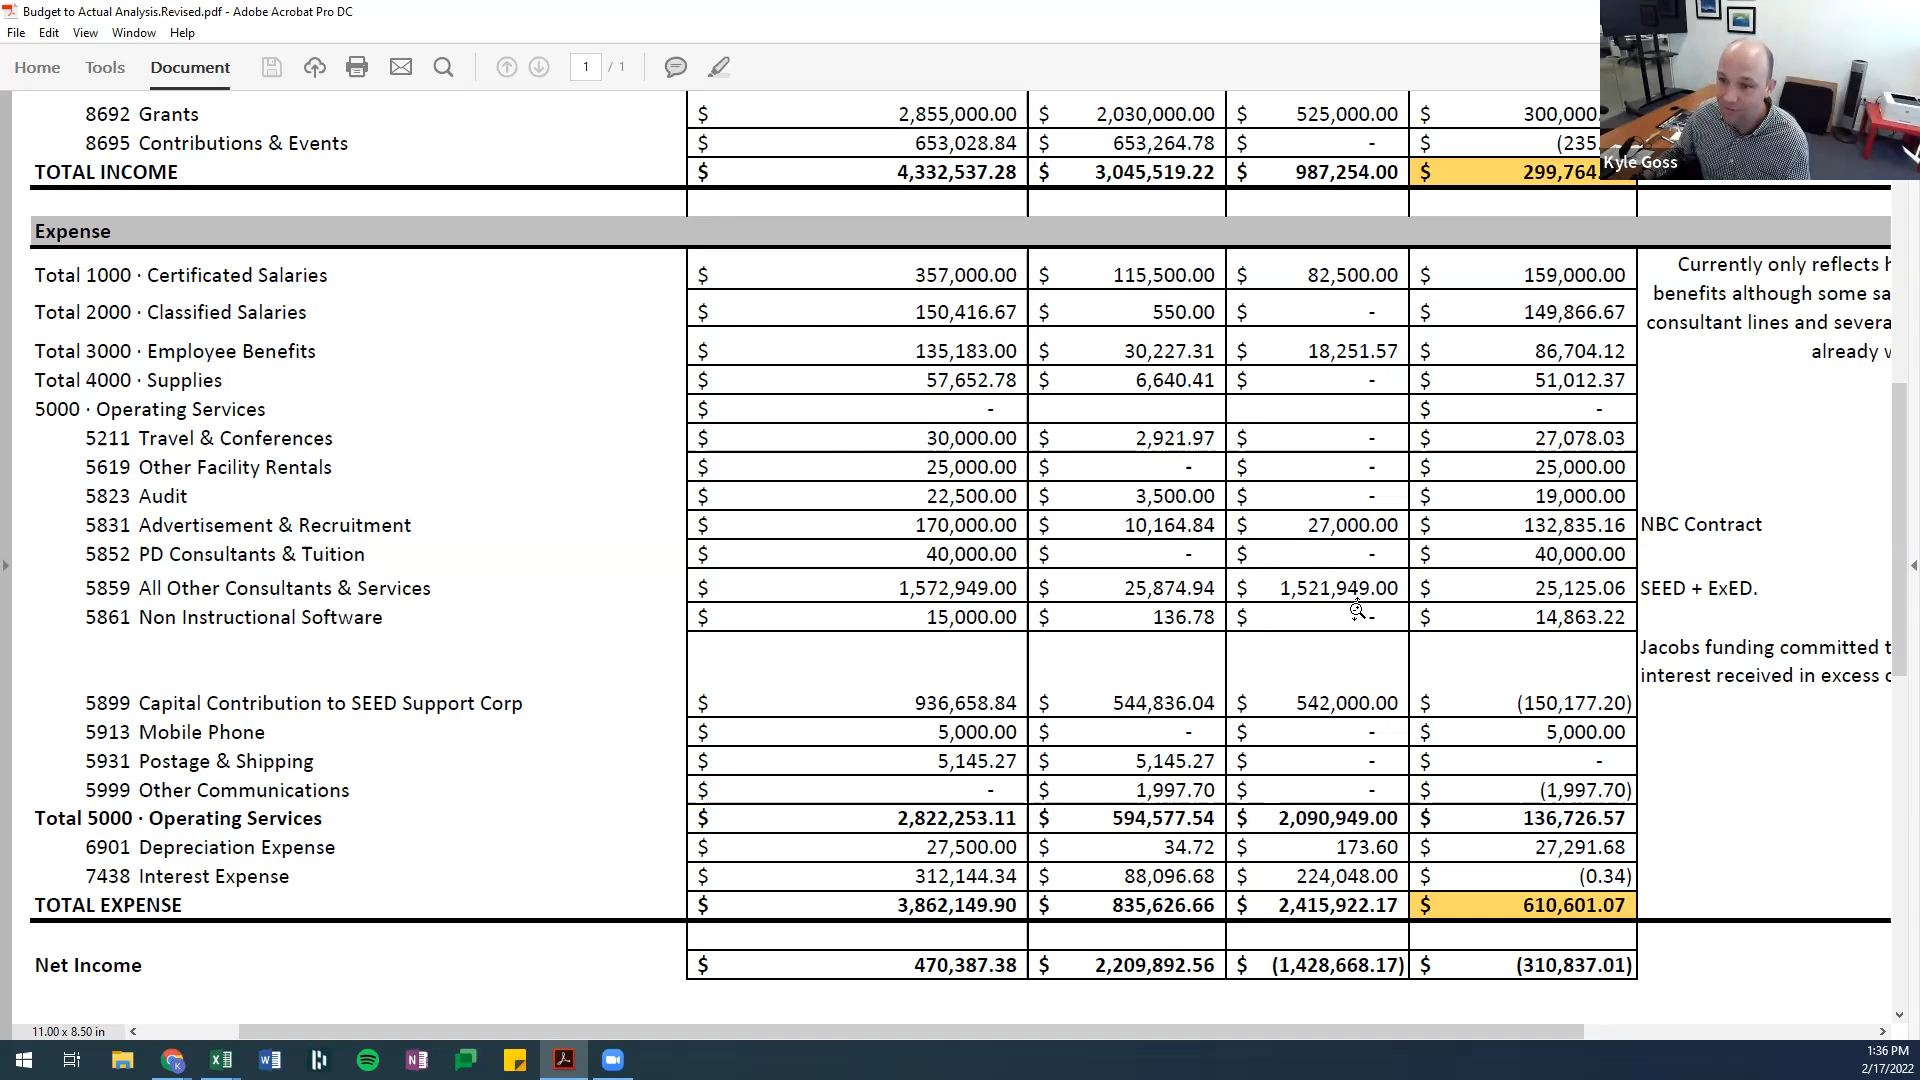 Budget to Actual Analysis.Revised.pdf - Adobe Acrobat Pro DC
File Edit View Window Help
Home Tools Document 1 / 1
Kyle Goss
8692 Grants $ 2,855,000.00 $ 2,030,000.00 $ 525,000.00 $ 300,000
8695 Contributions & Events $ 653,028.84 $ 653,264.78 $ - $ (235.
TOTAL INCOME $ 4,332,537.28 $ 3,045,519.22 $ 987,254.00 $ 299,764.
Expense
Total 1000 · Certificated Salaries $ 357,000.00 $ 115,500.00 $ 82,500.00 $ 159,000.00
Currently only reflects h
benefits although some sa
Total 2000 · Classified Salaries $ 150,416.67 $ 550.00 $ - $ 149,866.67
consultant lines and severa
Total 3000 · Employee Benefits $ 135,183.00 $ 30,227.31 $ 18,251.57 $ 86,704.12
already w
Total 4000 · Supplies $ 57,652.78 $ 6,640.41 $ - $ 51,012.37
5000 · Operating Services $ - $ -
5211 Travel & Conferences $ 30,000.00 $ 2,921.97 $ - $ 27,078.03
5619 Other Facility Rentals $ 25,000.00 $ - $ - $ 25,000.00
5823 Audit $ 22,500.00 $ 3,500.00 $ - $ 19,000.00
5831 Advertisement & Recruitment $ 170,000.00 $ 10,164.84 $ 27,000.00 $ 132,835.16 NBC Contract
5852 PD Consultants & Tuition $ 40,000.00 $ - $ - $ 40,000.00
5859 All Other Consultants & Services $ 1,572,949.00 $ 25,874.94 $ 1,521,949.00 $ 25,125.06 SEED + ExED.
5861 Non Instructional Software $ 15,000.00 $ 136.78 $ - $ 14,863.22
Jacobs funding committed t
interest received in excess o
5899 Capital Contribution to SEED Support Corp $ 936,658.84 $ 544,836.04 $ 542,000.00 $ (150,177.20)
5913 Mobile Phone $ 5,000.00 $ - $ - $ 5,000.00
5931 Postage & Shipping $ 5,145.27 $ 5,145.27 $ - $ -
5999 Other Communications $ - $ 1,997.70 $ - $ (1,997.70)
Total 5000 · Operating Services $ 2,822,253.11 $ 594,577.54 $ 2,090,949.00 $ 136,726.57
6901 Depreciation Expense $ 27,500.00 $ 34.72 $ 173.60 $ 27,291.68
7438 Interest Expense $ 312,144.34 $ 88,096.68 $ 224,048.00 $ (0.34)
TOTAL EXPENSE $ 3,862,149.90 $ 835,626.66 $ 2,415,922.17 $ 610,601.07
Net Income $ 470,387.38 $ 2,209,892.56 $ (1,428,668.17) $ (310,837.01)
11.00 x 8.50 in
1:36 PM
2/17/2022